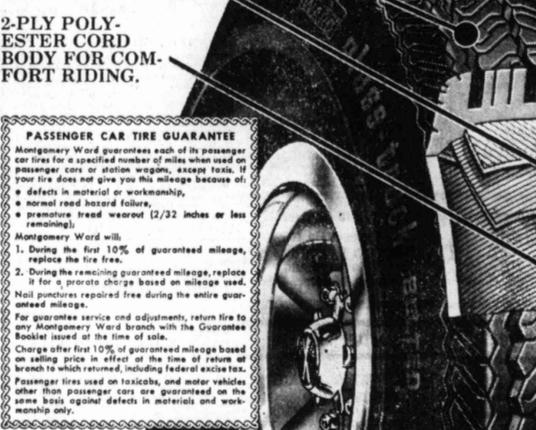 2-PLY POLY-
ESTER CORD
BODY FOR COM-
FORT RIDING.
PASSENGER CAR TIRE GUARANTEE
Montgomery Ward guarantees each of its passenger
car tires for a specified number of miles when used on
passenger cars or station wagons, except taxis. If
your tire does not give you this mileage because of:
• defects in material or workmanship,
• normal road hazard failure,
• premature tread wearout (2/32 inches or less
remaining);
Montgomery Ward will:
1. During the first 10% of guaranteed mileage,
replace the tire free.
2. During the remaining guaranteed mileage, replace
it for a prorata charge based on mileage used.
Nail punctures repaired free during the entire guar-
anteed mileage.
For guarantee service and adjustments, return tire to
any Montgomery Ward branch with the Guarantee
Booklet issued at the time of sale.
Charge after first 10% of guaranteed mileage based
on selling price in effect at the time of return at
branch to which returned, including federal excise tax.
Passenger tires used on taxicabs, and motor vehicles
other than passenger cars are guaranteed on the
same basis against defects in materials and work-
manship only.